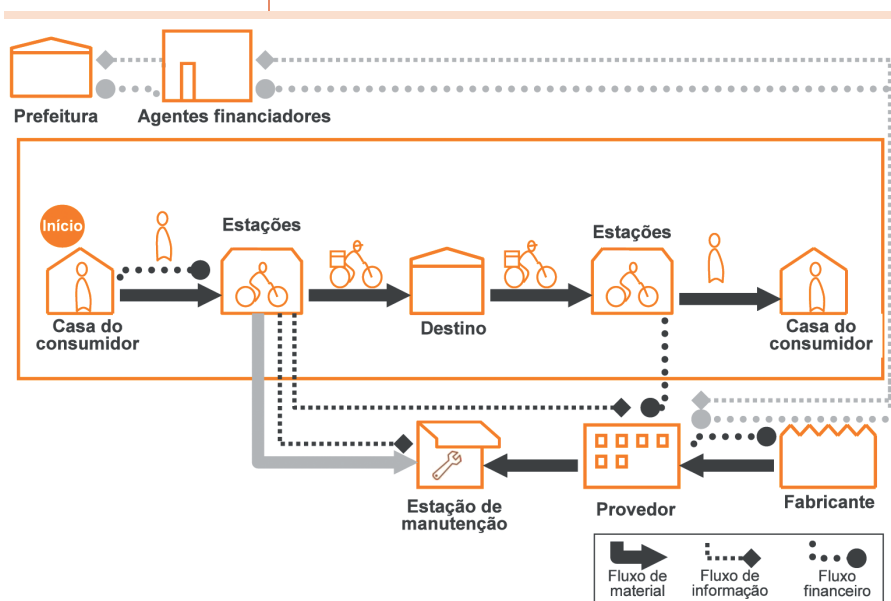 Prefeitura
Agentes financiadores
Início
Estações
Estações
Casa do
consumidor
Destino
Casa do
consumidor
Estação de
manutenção
Provedor
Fabricante
Fluxo de
material
Fluxo de
informação
Fluxo
financeiro